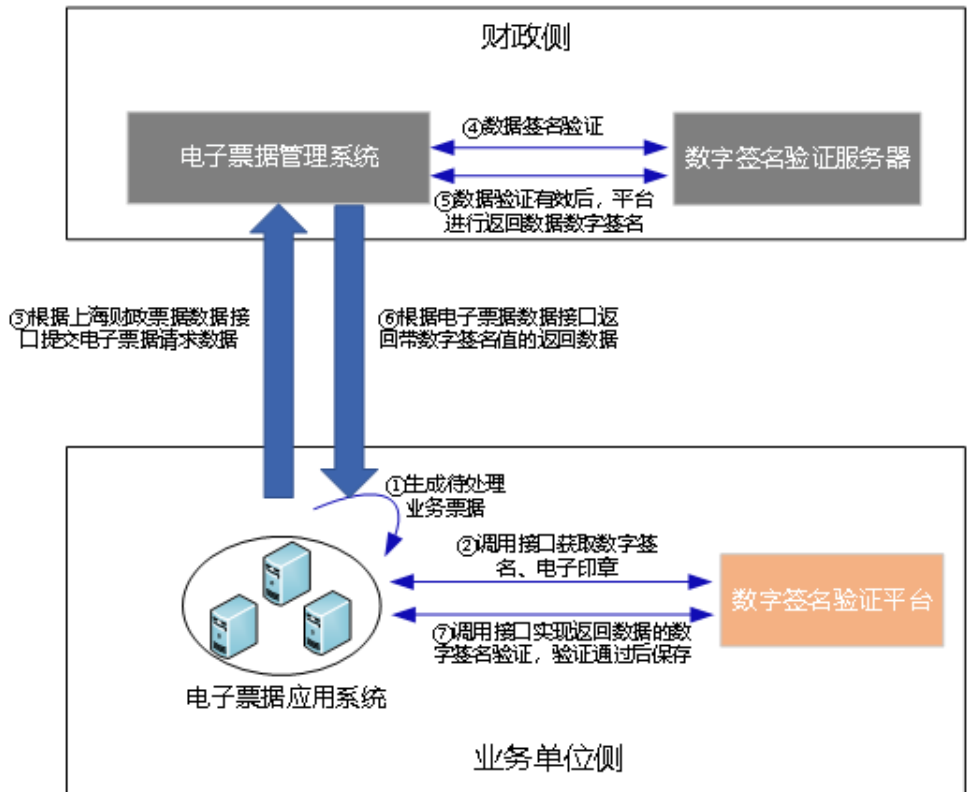 财政侧
电子票据管理系统
④数据签名验证
数字签名验证服务器
⑤数据验证有效后，平台
进行返回数据数字签名
③根据上海财政票据数据接
口提交电子票据请求数据
⑥根据电子票据数据接口返
回带数字签名值的返回数据
①生成待处理
业务票据
②调用接口获取数字签
名、电子印章
数字签名验证平台
⑦调用接口实现返回数据的数
字签名验证，验证通过后保存
电子票据应用系统
业务单位侧